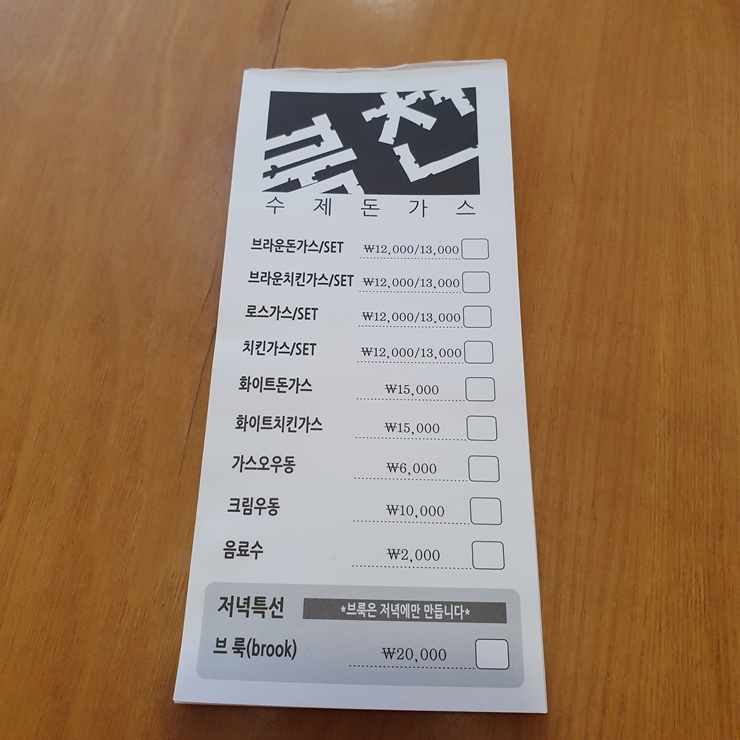 수제돈가스
브라운돈가스/SET ₩12,000/13,000
브라운치킨가스/SET ₩12,000/13,000
로스가스/SET ₩12,000/13,000
치킨가스/SET ₩12,000/13,000
화이트돈가스 ₩15,000
화이트치킨가스 ₩15,000
가스오우동 ₩6,000
크림우동 ₩10,000
음료수 ₩2,000
저녁특선 *브룩은 저녁에만 만듭니다*
브룩(brook) ₩20,000